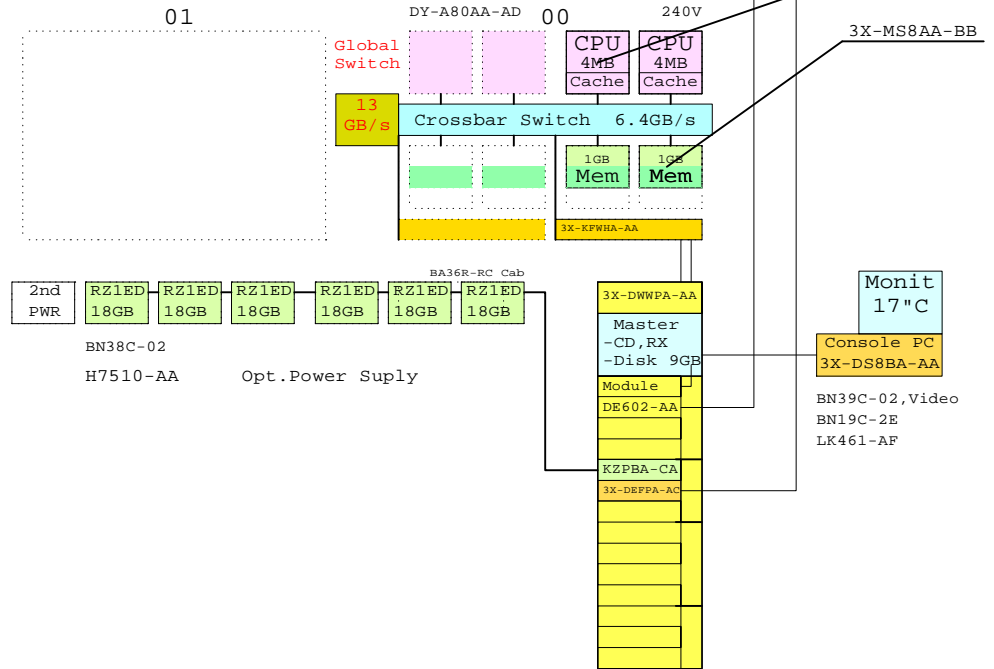 01
DY-A80AA-AD
00
240V
3X-MS8AA-BB
Global
Switch
CPU
4MB
Cache
CPU
4MB
Cache
13
GB/s
Crossbar Switch 6.4GB/s
1GB
Mem
1GB
Mem
3X-KFWHA-AA
BA36R-RC Cab
2nd
PWR
RZ1ED
18GB
RZ1ED
18GB
RZ1ED
18GB
RZ1ED
18GB
RZ1ED
18GB
RZ1ED
18GB
BN38C-02
H7510-AA Opt.Power Suply
3X-DWWPA-AA
Master
-CD,RX
-Disk 9GB
Module
DE602-AA
KZPBA-CA
3X-DEFPA-AC
Monit
17"C
Console PC
3X-DS8BA-AA
BN39C-02,Video
BN19C-2E
LK461-AF